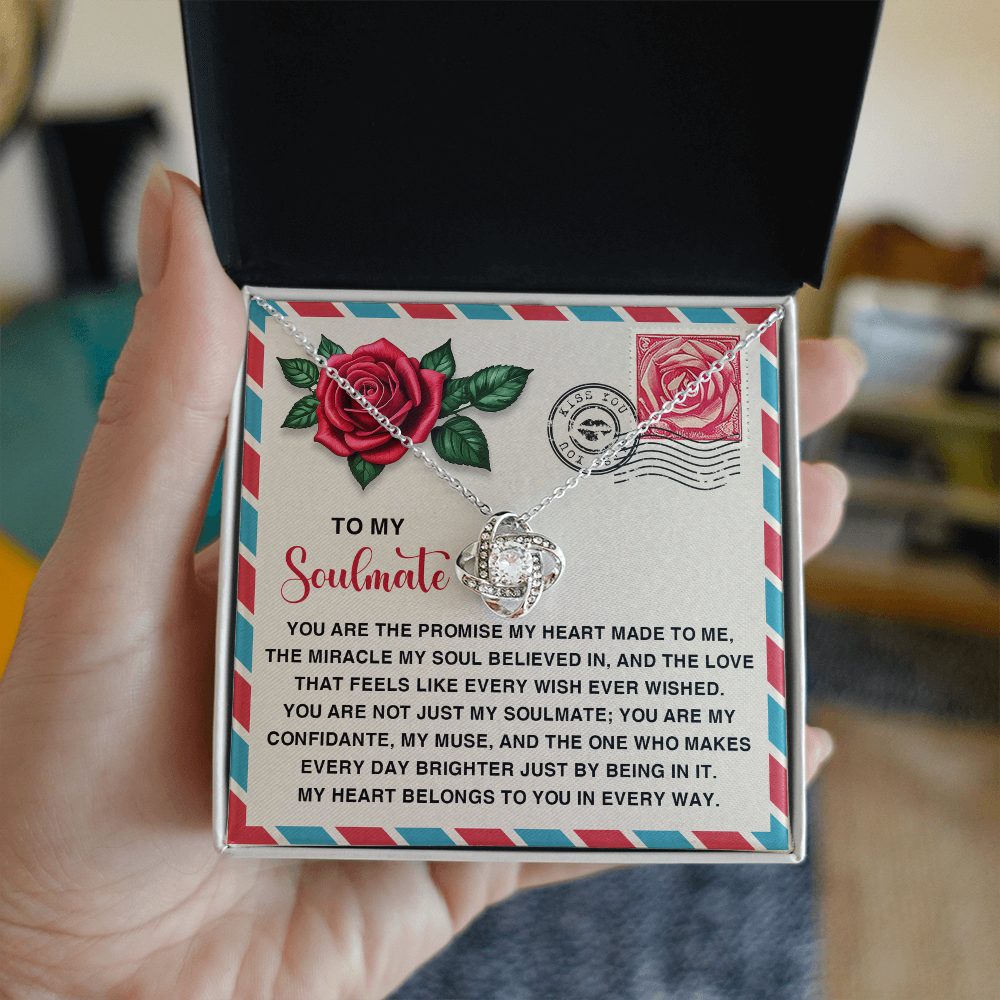 KISS YOU
YOU
TO MY
Soulmate
YOU ARE THE PROMISE MY HEART MADE TO ME,
THE MIRACLE MY SOUL BELIEVED IN, AND THE LOVE
THAT FEELS LIKE EVERY WISH EVER WISHED.
YOU ARE NOT JUST MY SOULMATE; YOU ARE MY
CONFIDANTE, MY MUSE, AND THE ONE WHO MAKES
EVERY DAY BRIGHTER JUST BY BEING IN IT.
MY HEART BELONGS TO YOU IN EVERY WAY.